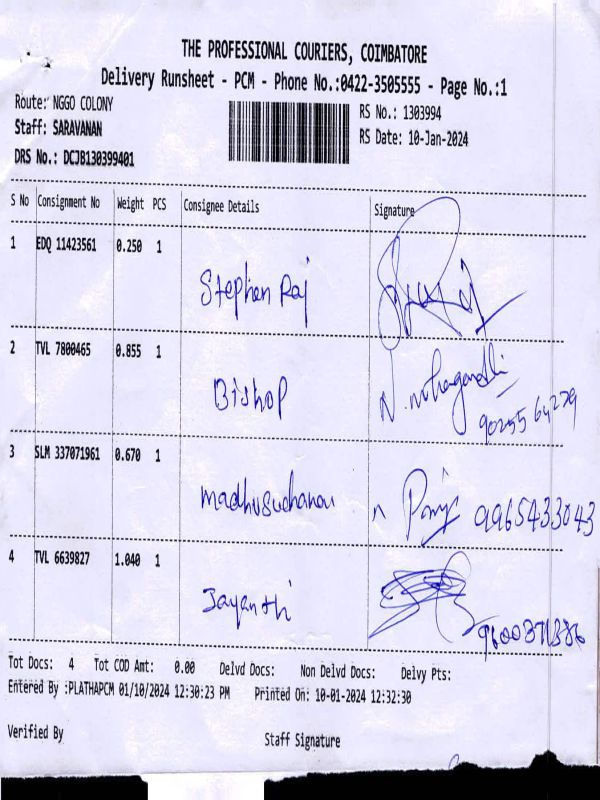 THE PROFESSIONAL COURIERS, COIMBATORE
Delivery Runsheet - PCM - Phone No.:0422-3505555 - Page No.:1
Route: NGGO COLONY
RS No.: 1303994
Staff: SARAVANAN
RS Date: 10-Jan-2024
DRS No.: DCJB130399401
S No Consignment No Weight PCS Consignee Details Signature
1 EDQ 11423561 0.250 1
Stephen Raj
2 TVL 7800465 0.855 1
Bishop
90255 64279
3 SLM 337071961 0.670 1
Madhusudhanan
9965433043
4 TVL 6639827 1.040 1
Jayanthi
9600371386
Tot Docs: 4 Tot COD Amt: 0.00 Delvd Docs: Non Delvd Docs: Delvy Pts:
Entered By :PLATHAPCM 01/10/2024 12:30:23 PM Printed On: 10-01-2024 12:32:30
Verified By
Staff Signature